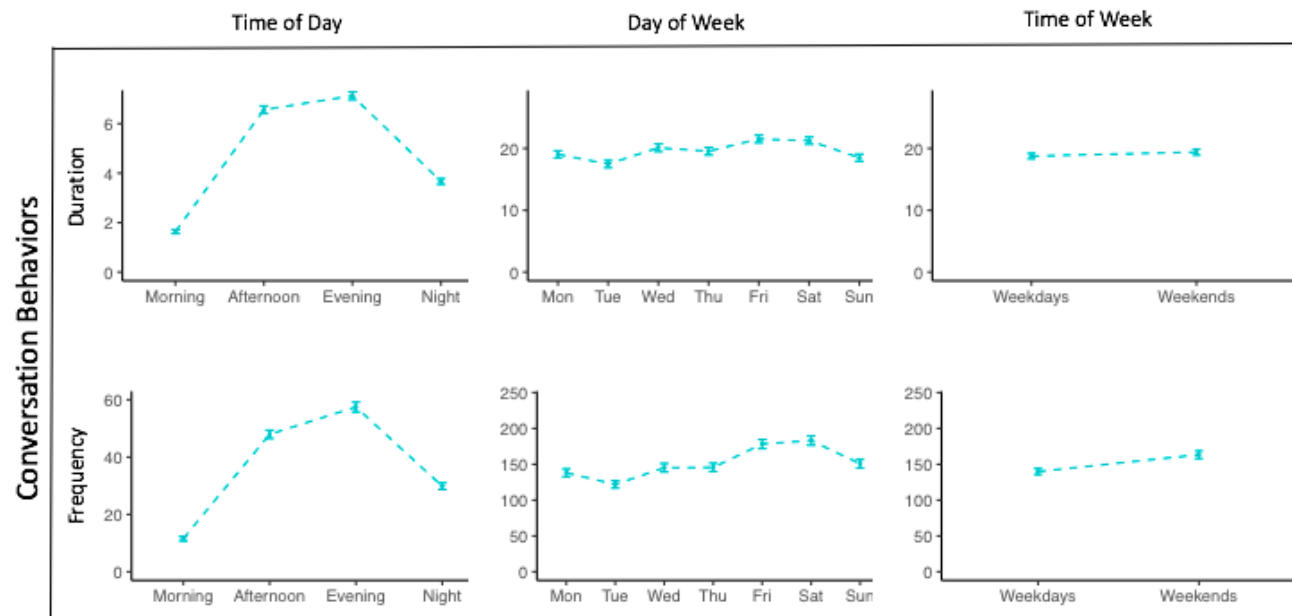 Time of Day
Day of Week
Time of Week
Conversation Behaviors
Duration
6
4
2
0
Morning Afternoon Evening Night
20
10
0
Mon Tue Wed Thu Fri Sat Sun
20
10
0
Weekdays Weekends
Frequency
60
40
20
0
Morning Afternoon Evening Night
250
200
150
100
50
0
Mon Tue Wed Thu Fri Sat Sun
250
200
150
100
50
0
Weekdays Weekends